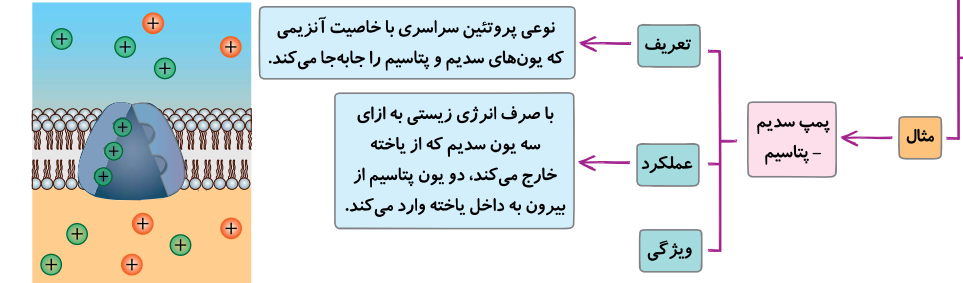 مثال
پمپ سدیم
– پتاسیم
تعریف
نوعی پروتئین سراسری با خاصیت آنزیمی
که یون‌های سدیم و پتاسیم را جابه‌جا می‌کند.
عملکرد
با صرف انرژی زیستی به ازای
سه یون سدیم که از یاخته
خارج می‌کند، دو یون پتاسیم از
بیرون به داخل یاخته وارد می‌کند.
ویژگی